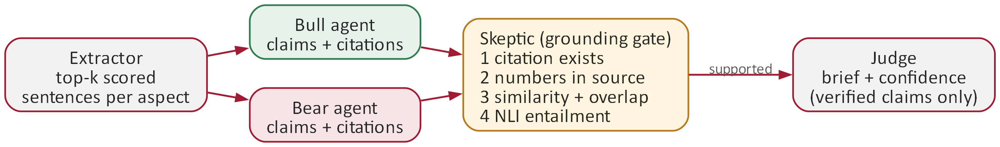 Extractor
top-k scored
sentences per aspect
Bull agent
claims + citations
Bear agent
claims + citations
Skeptic (grounding gate)
1 citation exists
2 numbers in source
3 similarity + overlap
4 NLI entailment
supported
Judge
brief + confidence
(verified claims only)